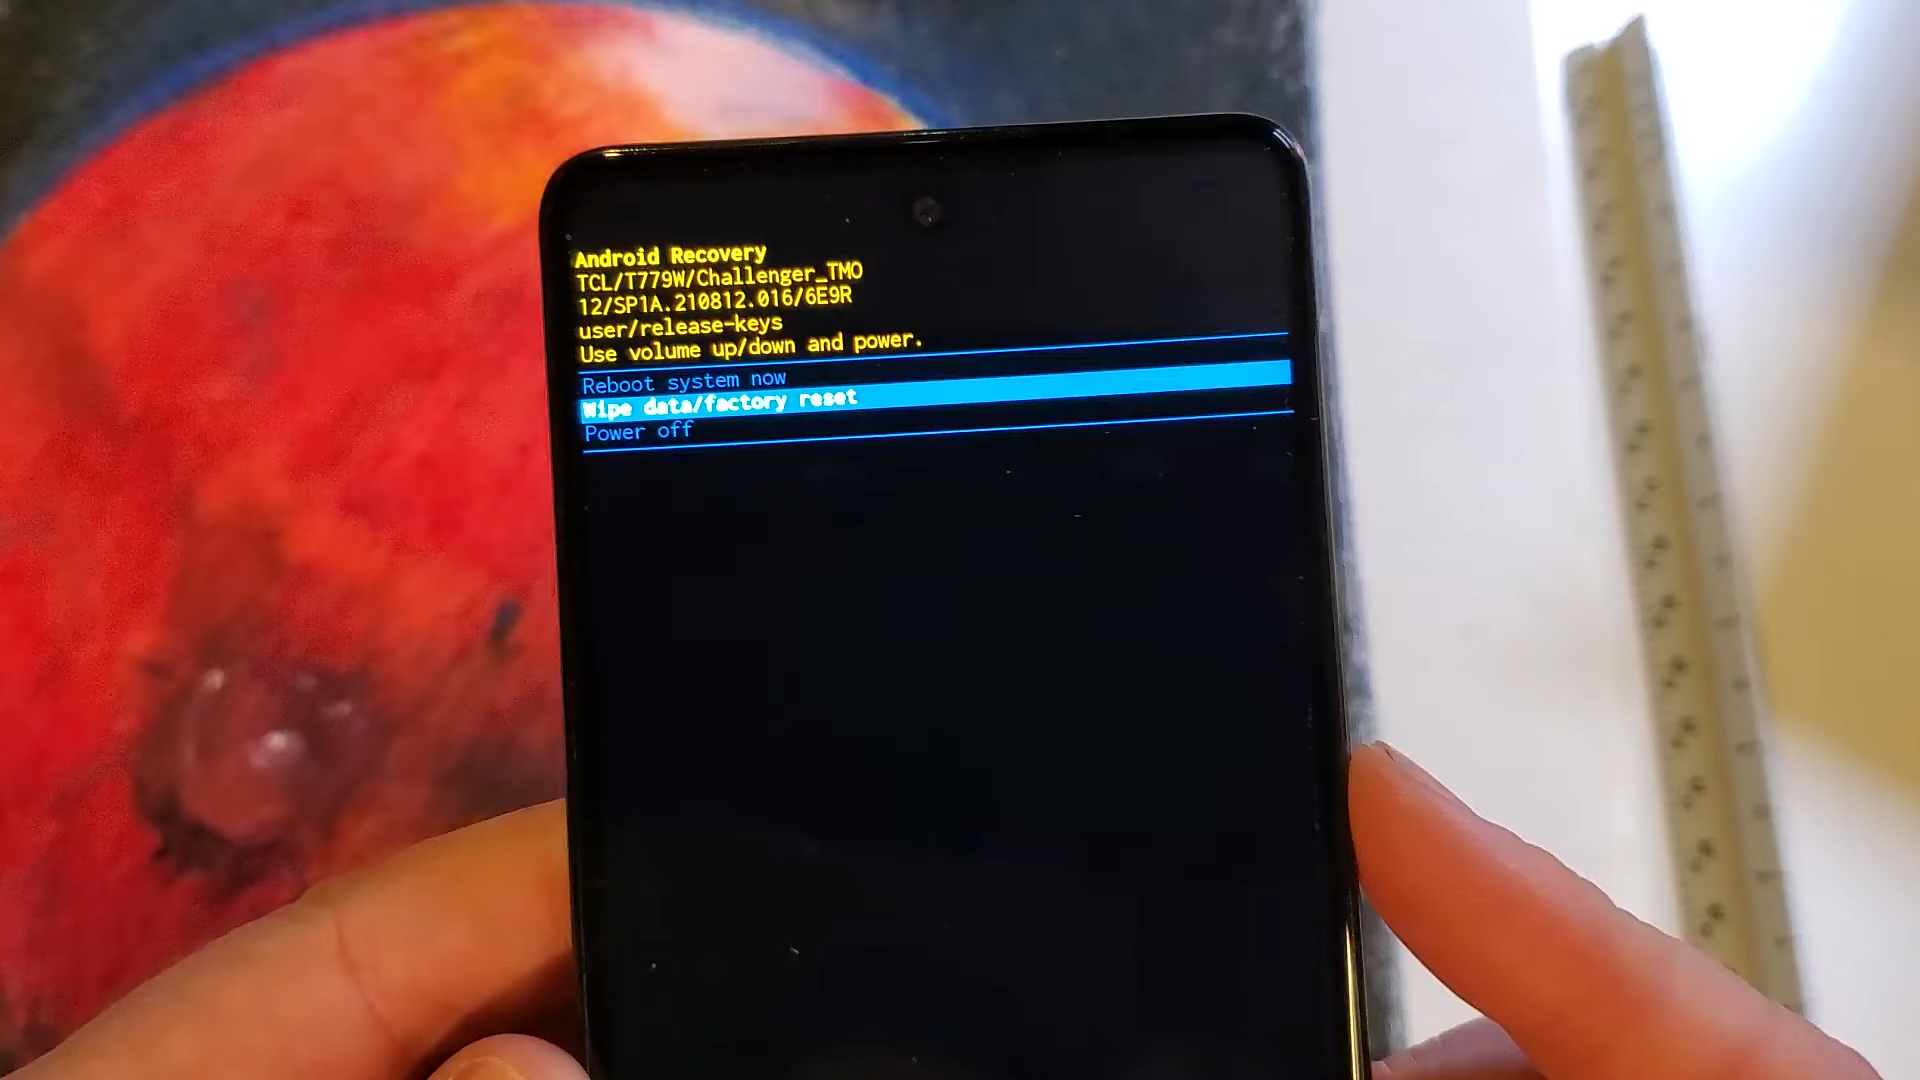 Android Recovery
TCL/T779W/Challenger_TMO
12/SP1A.210812.016/6E9R
user/release-keys
Use volume up/down and power.
Reboot system now
Wipe data/factory reset
Power off